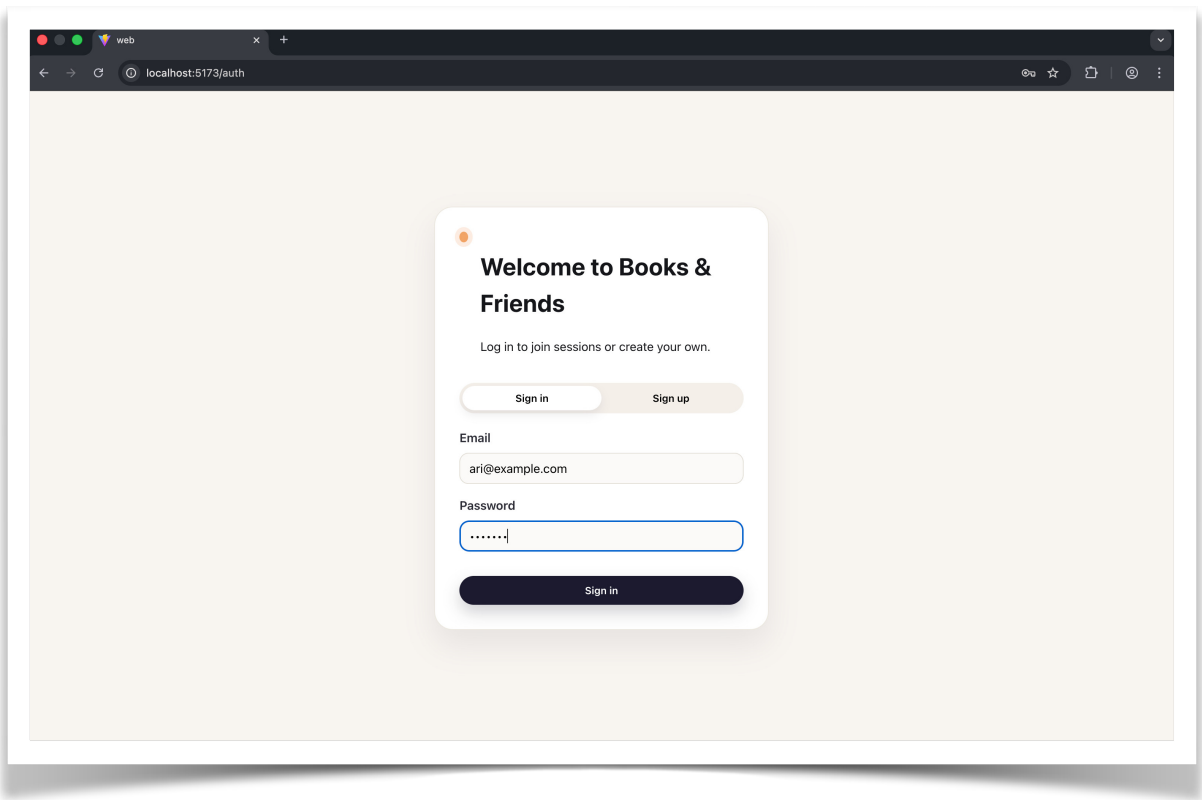 web
localhost:5173/auth
Welcome to Books &
Friends
Log in to join sessions or create your own.
Sign in
Sign up
Email
ari@example.com
Password
•••••••
Sign in